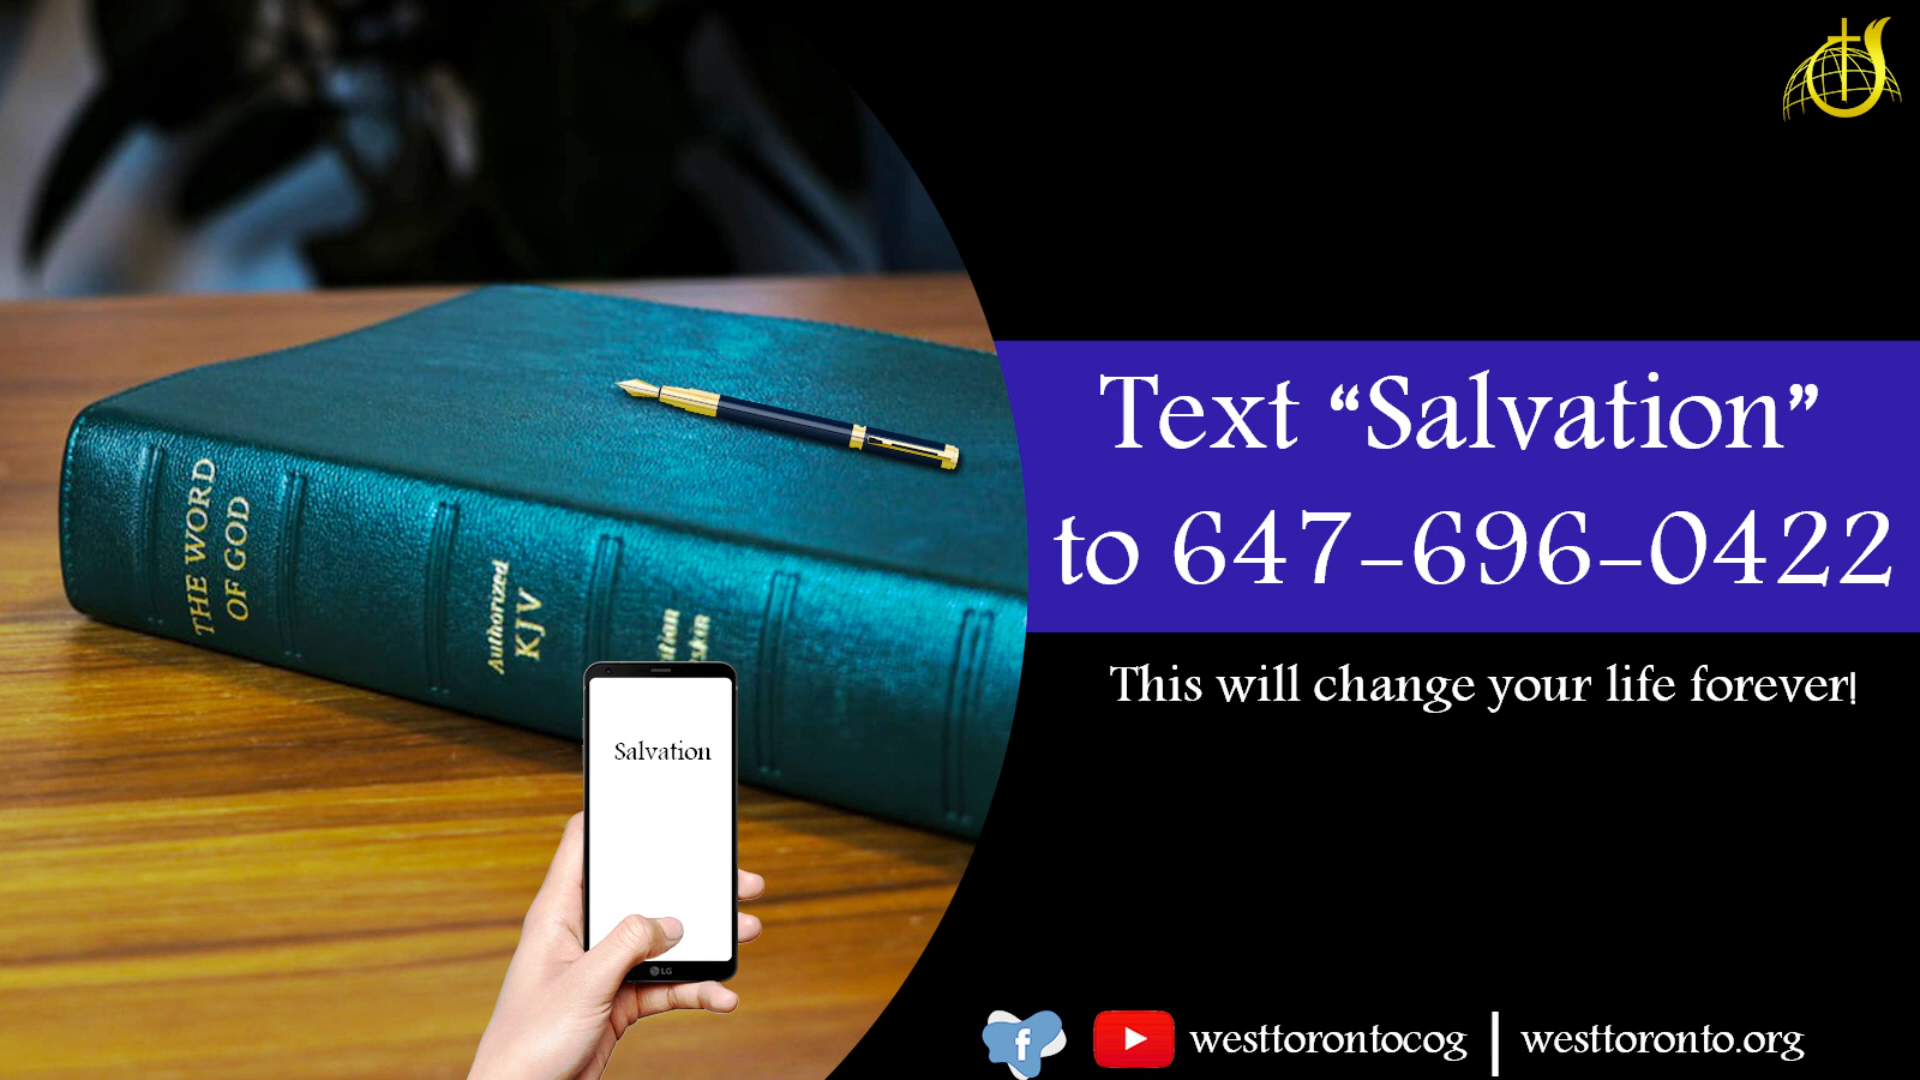 Text “Salvation”
to 647-696-0422
This will change your life forever!
THE WORD
OF GOD
Authorized
KJV
Salvation
LG
westtorontocog | westtoronto.org